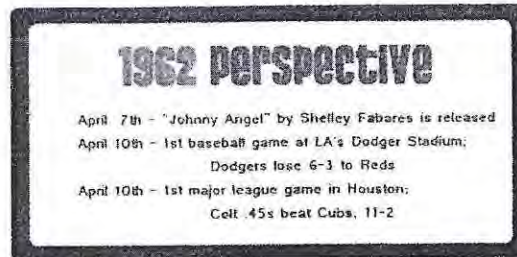 1962 perspective
April 7th - "Johnny Angel" by Shelley Fabares is released
April 10th - 1st baseball game at LA's Dodger Stadium;
Dodgers lose 6-3 to Reds
April 10th - 1st major league game in Houston;
Colt .45s beat Cubs, 11-2